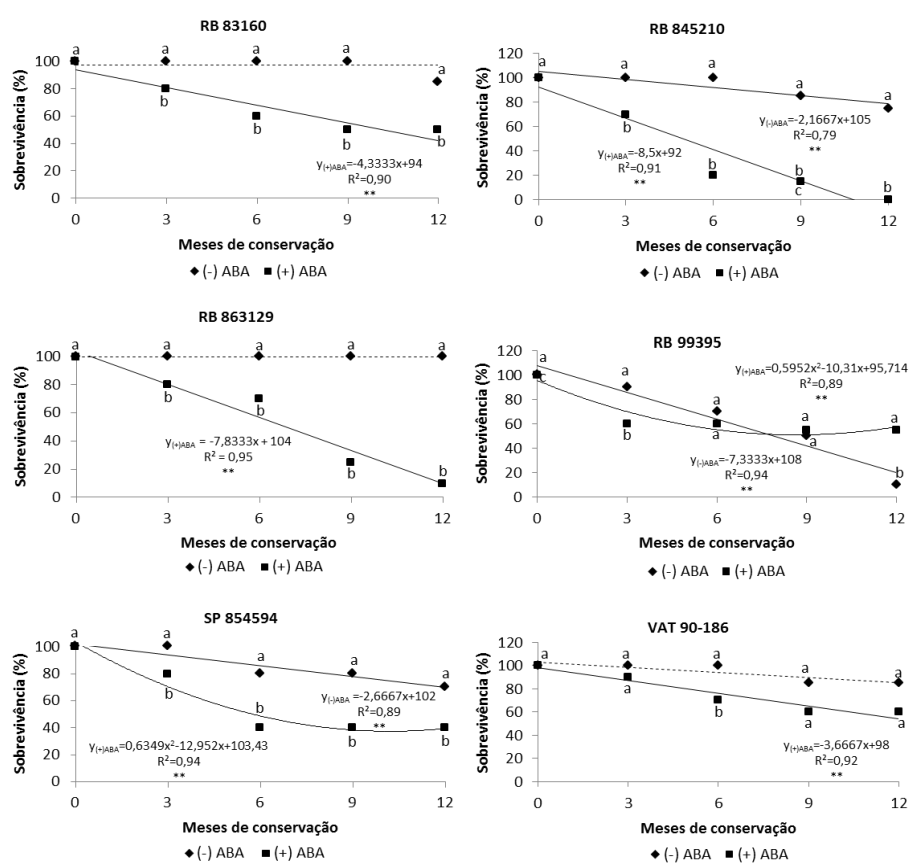 RB 83160
Sobrevivência (%)
100
80
60
40
20
0
a
a
a
a
a
b
b
b
b
y(+)ABA=-4,3333x+94
R²=0,90
**
0 3 6 9 12
Meses de conservação
(-) ABA (+) ABA
RB 845210
Sobrevivência (%)
120
100
80
60
40
20
0
a
a
a
a
a
b
b
b
c
b
y(-)ABA=-2,1667x+105
R²=0,79
**
y(+)ABA=-8,5x+92
R²=0,91
**
0 3 6 9 12
Meses de conservação
(-) ABA (+) ABA
RB 863129
Sobrevivência (%)
100
80
60
40
20
0
a
a
a
a
a
b
b
b
b
y(+)ABA = -7,8333x + 104
R² = 0,95
**
0 3 6 9 12
Meses de conservação
(-) ABA (+) ABA
RB 99395
Sobrevivência (%)
120
100
80
60
40
20
0
a
c
a
b
a
a
a
a
a
b
y(+)ABA=0,5952x²-10,31x+95,714
R²=0,89
**
y(-)ABA=-7,3333x+108
R²=0,94
**
0 3 6 9 12
Meses de conservação
(-) ABA (+) ABA
SP 854594
Sobrevivência (%)
100
80
60
40
20
0
a
a
a
a
a
b
b
b
b
y(-)ABA=-2,6667x+102
R²=0,89
**
y(+)ABA=0,6349x²-12,952x+103,43
R²=0,94
**
0 3 6 9 12
Meses de conservação
(-) ABA (+) ABA
VAT 90-186
Sobrevivência (%)
120
100
80
60
40
20
0
a
a
a
a
a
a
b
a
a
y(+)ABA=-3,6667x+98
R²=0,92
**
0 3 6 9 12
Meses de conservação
(-) ABA (+) ABA